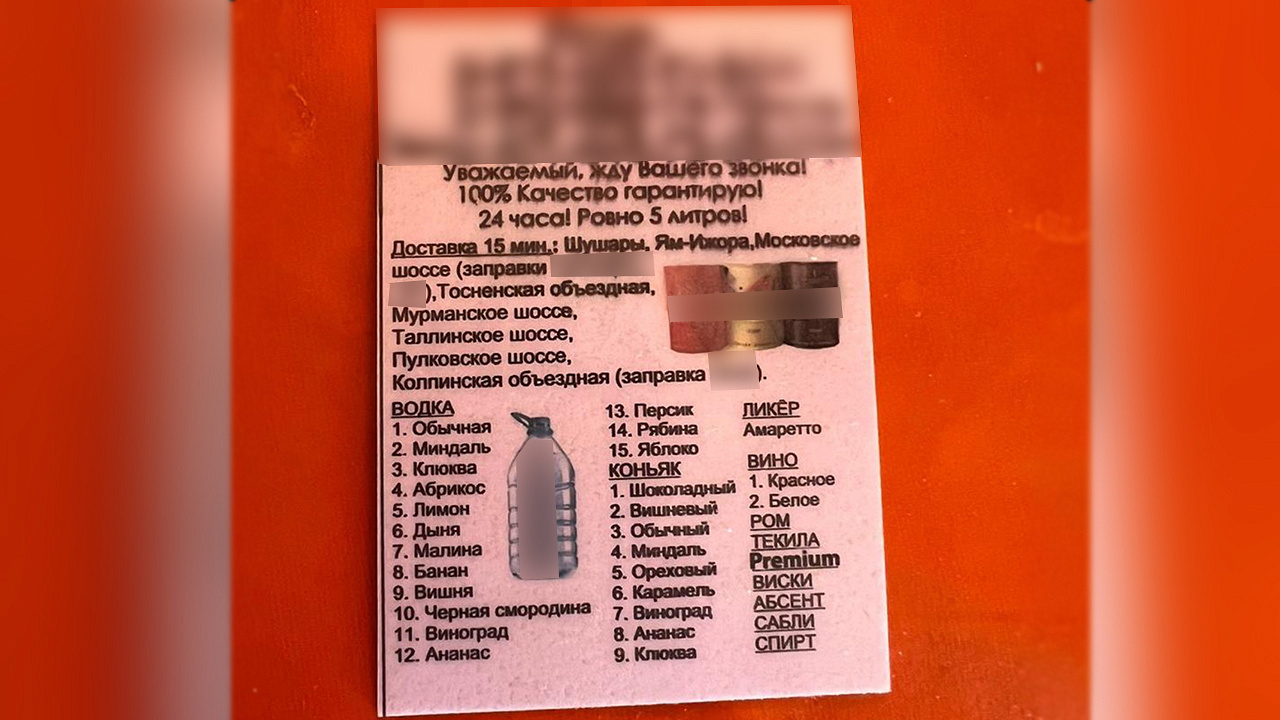 Уважаемый, жду Вашего звонка!
100% Качество гарантирую!
24 часа! Ровно 5 литров!
Доставка 15 мин.: Шушары, Ям-Ижора,Московское
шоссе (заправки
),Тосненская объездная,
Мурманское шоссе,
Таллинское шоссе,
Пулковское шоссе,
Колпинская объездная (заправка ).
ВОДКА
1. Обычная
2. Миндаль
3. Клюква
4. Абрикос
5. Лимон
6. Дыня
7. Малина
8. Банан
9. Вишня
10. Черная смородина
11. Виноград
12. Ананас
13. Персик
14. Рябина
15. Яблоко
КОНЬЯК
1. Шоколадный
2. Вишневый
3. Обычный
4. Миндаль
5. Ореховый
6. Карамель
7. Виноград
8. Ананас
9. Клюква
ЛИКЁР
Амаретто
ВИНО
1. Красное
2. Белое
РОМ
ТЕКИЛА
Premium
ВИСКИ
АБСЕНТ
САБЛИ
СПИРТ